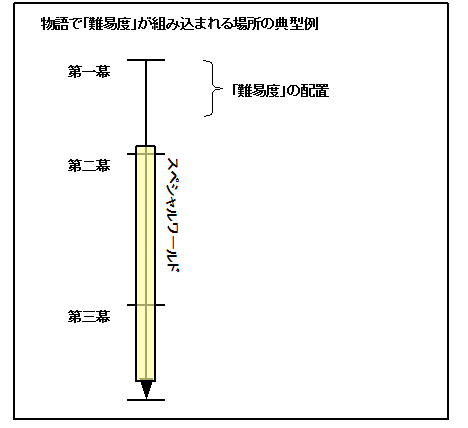 物語で「難易度」が組み込まれる場所の典型例
第一幕
「難易度」の配置
第二幕
スペシャルワールド
第三幕